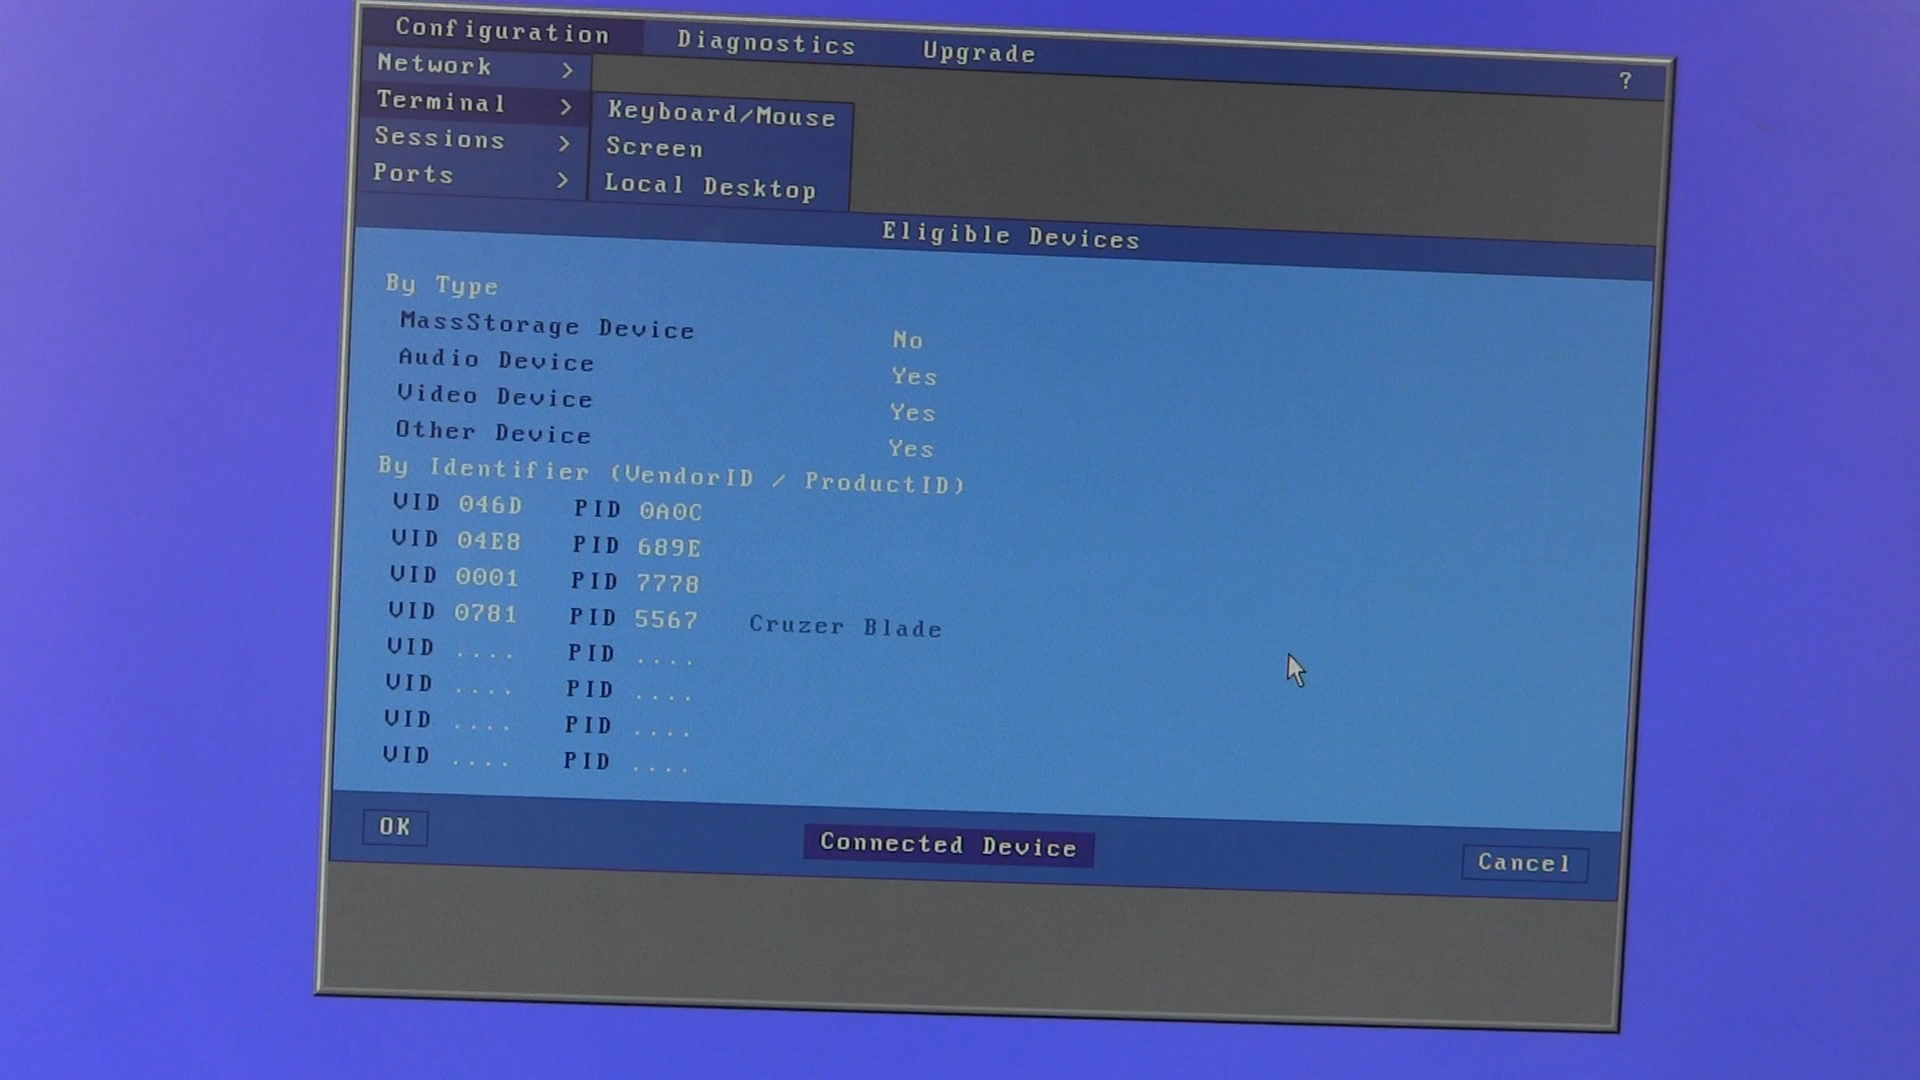 Configuration Diagnostics Upgrade ?
Network >
Terminal > Keyboard/Mouse
Sessions > Screen
Ports > Local Desktop
Eligible Devices
By Type
MassStorage Device No
Audio Device Yes
Video Device Yes
Other Device Yes
By Identifier (VendorID / ProductID)
VID 046D PID 0A0C
VID 04E8 PID 689E
VID 0001 PID 7778
VID 0781 PID 5567 Cruzer Blade
VID .... PID ....
VID .... PID ....
VID .... PID ....
VID .... PID ....
OK Connected Device Cancel